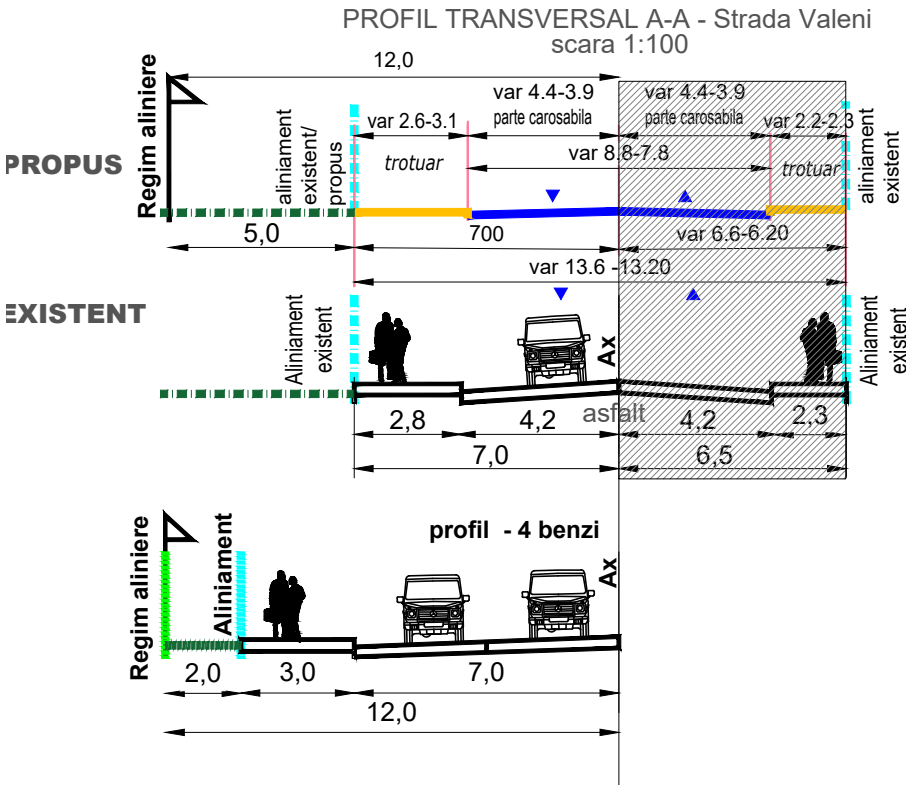 PROFIL TRANSVERSAL A-A - Strada Valeni
scara 1:100
12,0
Regim aliniere
aliniament
existent/
propus
var 4.4-3.9
parte carosabila
var 4.4-3.9
parte carosabila
var 2.6-3.1
var 2.2-2.3
aliniament
existent
PROPUS
trotuar
var 8.8-7.8
trotuar
5,0
700
var 6.6-6.20
var 13.6 -13.20
EXISTENT
Aliniament
existent
Ax
Aliniament
existent
asfalt
2,8
4,2
4,2
2,3
7,0
6,5
Regim aliniere
Aliniament
profil - 4 benzi
Ax
2,0
3,0
7,0
12,0